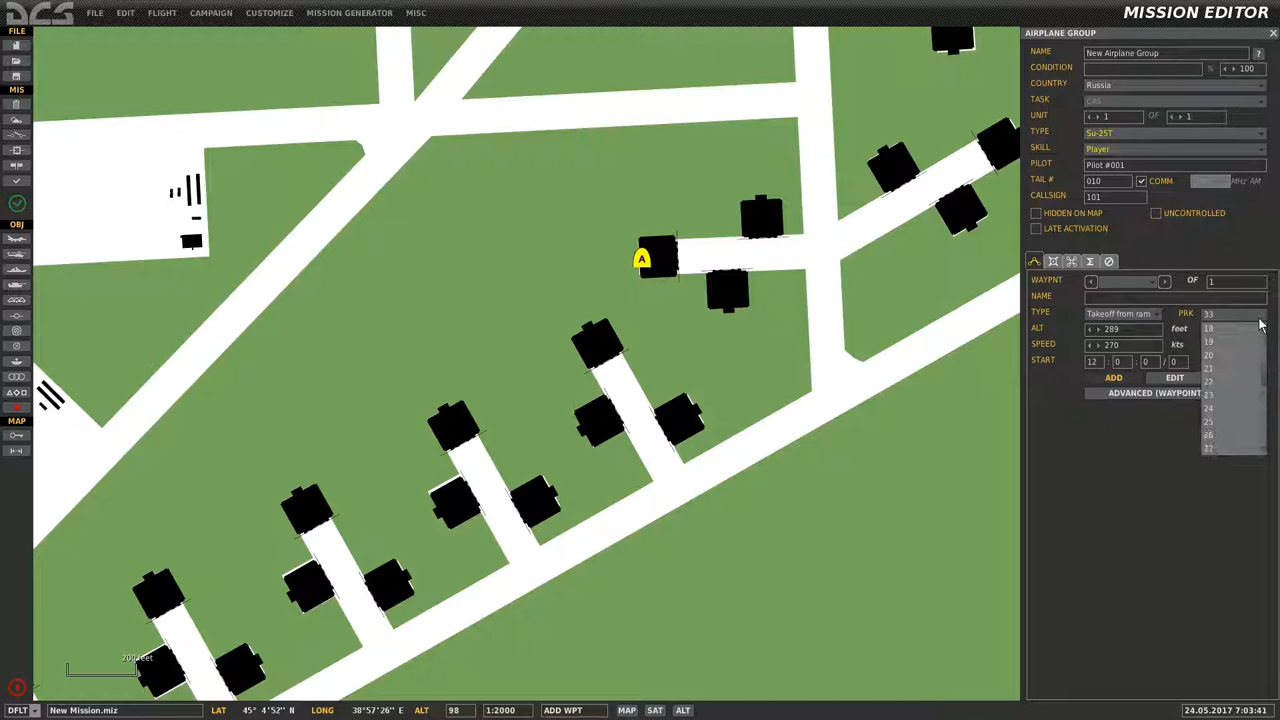 DCS FILE EDIT FLIGHT CAMPAIGN CUSTOMIZE MISSION GENERATOR MISC MISSION EDITOR
FILE
MIS
OBJ
MAP
A
200 feet
AIRPLANE GROUP
NAME New Airplane Group ?
CONDITION % 100
COUNTRY Russia
TASK CAS
UNIT 1 OF 1
TYPE Su-25T
SKILL Player
PILOT Pilot #001
TAIL # 010 COMM MHz AM
CALLSIGN 101
HIDDEN ON MAP UNCONTROLLED
LATE ACTIVATION
WAYPNT OF 1
NAME
TYPE Takeoff from ram PRK 33
ALT 289 feet 18
19
SPEED 270 kts 20
START 12 : 0 : 0 / 0 21
ADD EDIT 22
ADVANCED (WAYPOINT 23
24
25
26
27
DFLT New Mission.miz LAT 45° 4'52" N LONG 38°57'26" E ALT 98 1:2000 ADD WPT MAP SAT ALT 24.05.2017 7:03:41